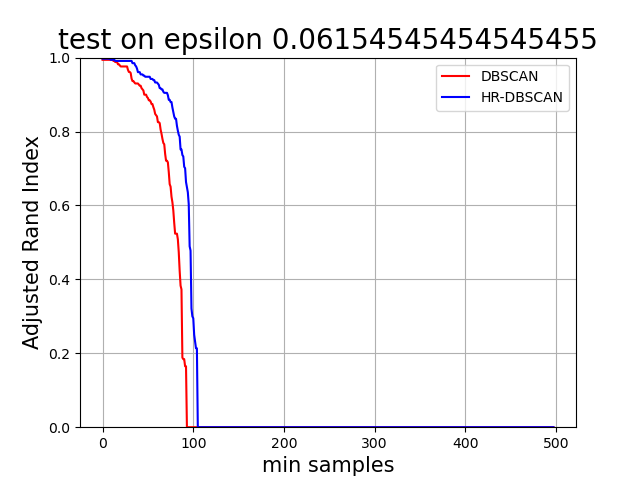 test on epsilon 0.06154545454545455
DBSCAN
HR-DBSCAN
Adjusted Rand Index
1.0
0.8
0.6
0.4
0.2
0.0
0 100 200 300 400 500
min samples